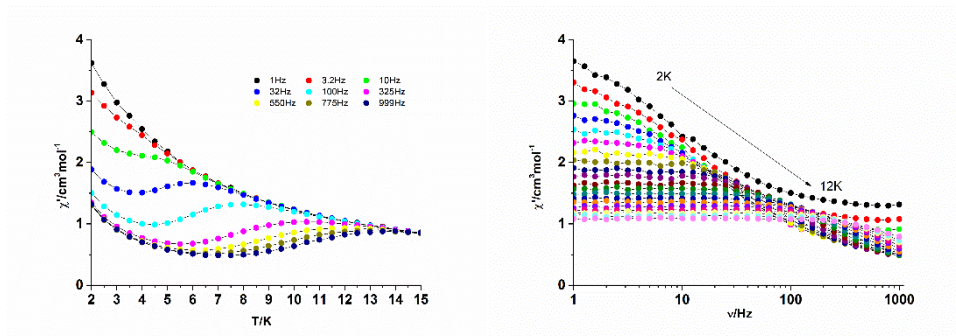 4
3
2
1
0
χ'/cm³mol⁻¹
1Hz 3.2Hz 10Hz
32Hz 100Hz 325Hz
550Hz 775Hz 999Hz
2 3 4 5 6 7 8 9 10 11 12 13 14 15
T/K
4
3
2
1
0
χ'/cm³mol⁻¹
2K
12K
1 10 100 1000
ν/Hz